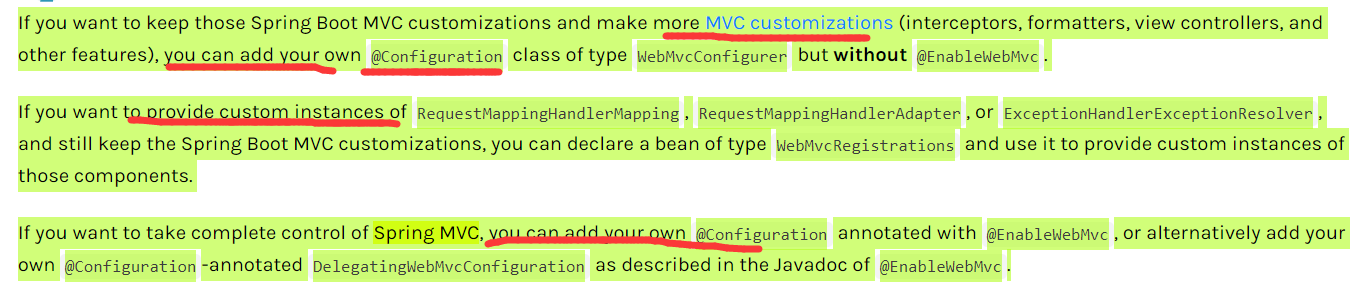 If you want to keep those Spring Boot MVC customizations and make more MVC customizations (interceptors, formatters, view controllers, and
other features), you can add your own @Configuration class of type WebMvcConfigurer but without @EnableWebMvc.
If you want to provide custom instances of RequestMappingHandlerMapping, RequestMappingHandlerAdapter, or ExceptionHandlerExceptionResolver,
and still keep the Spring Boot MVC customizations, you can declare a bean of type WebMvcRegistrations and use it to provide custom instances of
those components.
If you want to take complete control of Spring MVC, you can add your own @Configuration annotated with @EnableWebMvc, or alternatively add your
own @Configuration-annotated DelegatingWebMvcConfiguration as described in the Javadoc of @EnableWebMvc.